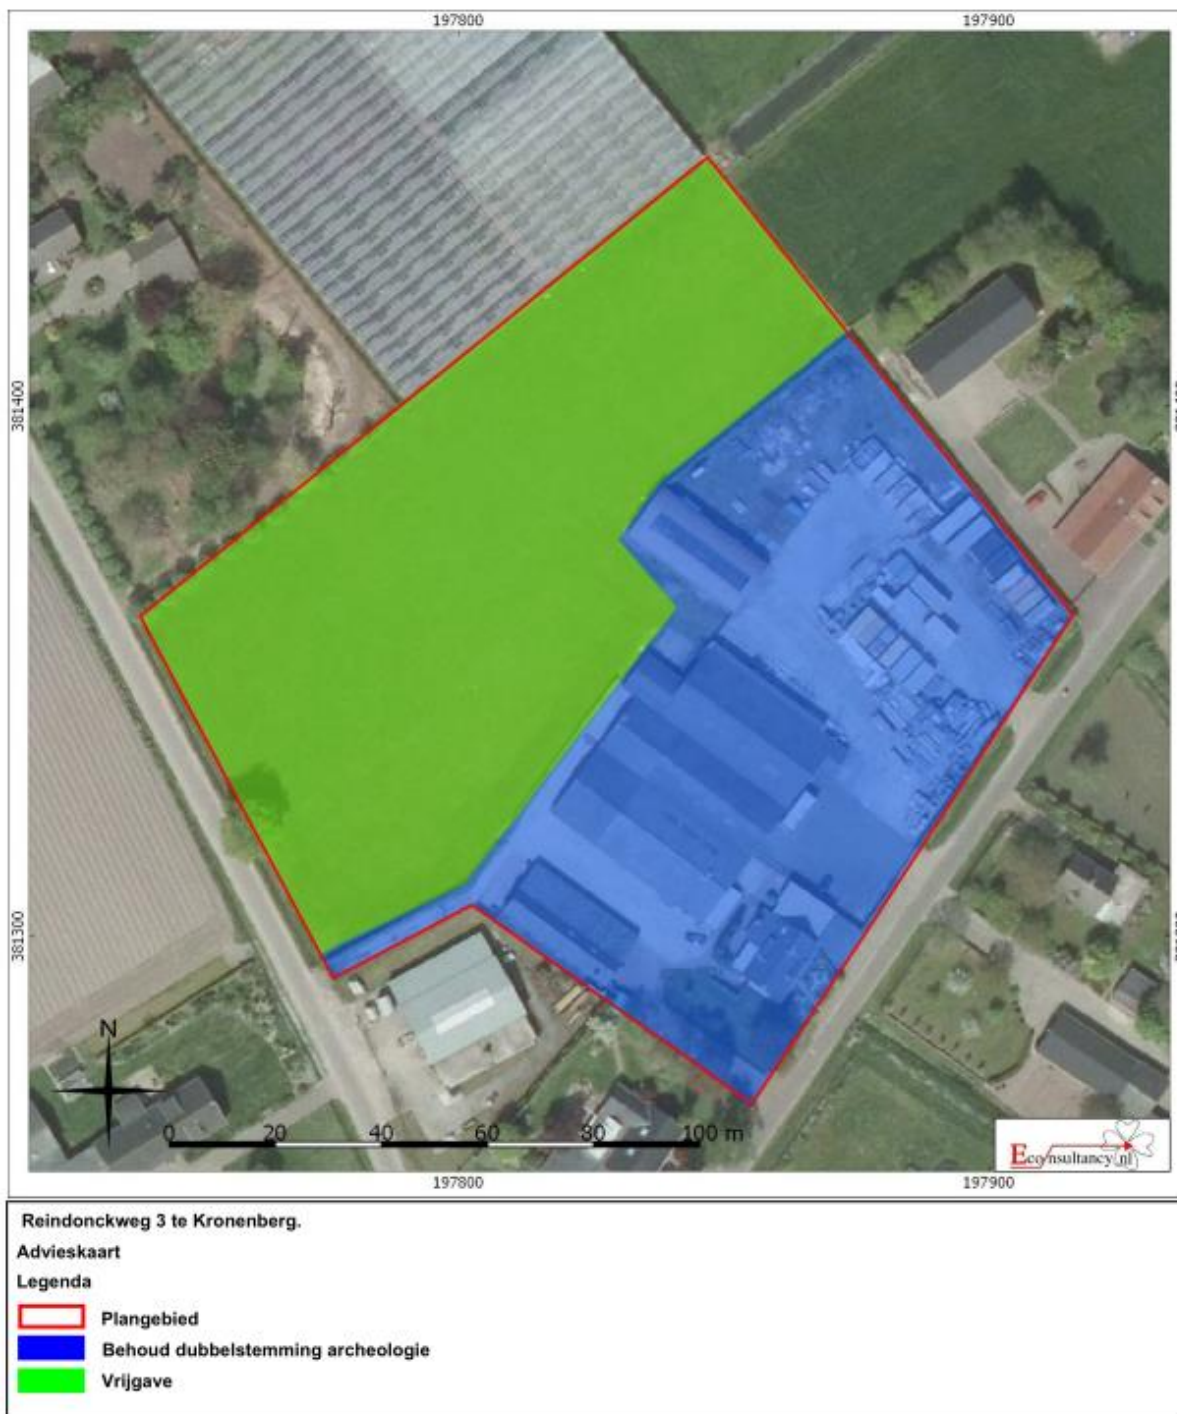 197800 197900
381400
381300
N
0 20 40 60 80 100 m
Econsultancy.nl
197800 197900
Reindonckweg 3 te Kronenberg.
Advieskaart
Legenda
Plangebied
Behoud dubbelstemming archeologie
Vrijgave